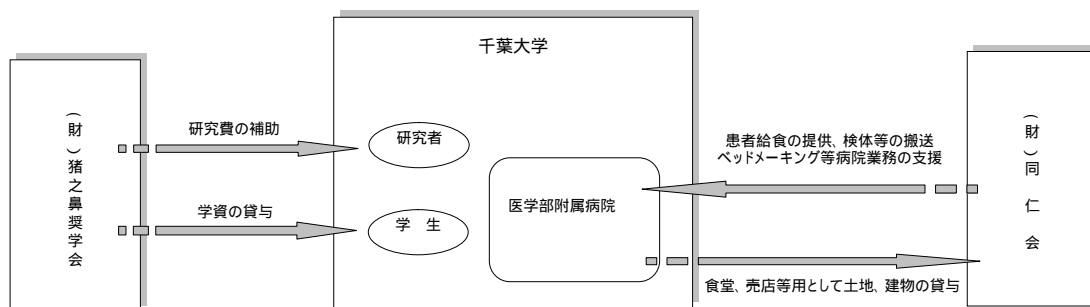 千葉大学
(財)猪之鼻奨学会
研究費の補助
研究者
学資の貸与
学　生
医学部附属病院
患者給食の提供、検体等の搬送
ベッドメーキング等病院業務の支援
食堂、売店等用として土地、建物の貸与
(財)同仁会